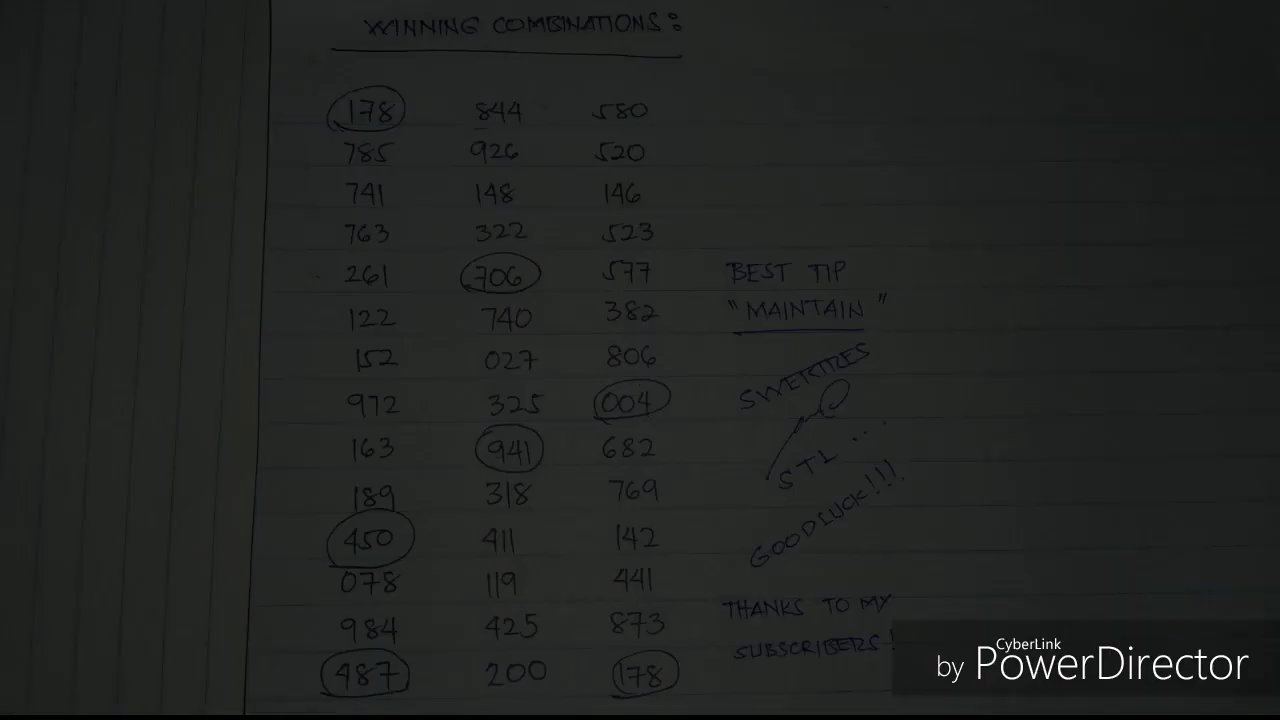 WINNING COMBINATIONS:
178 844 580
785 926 520
741 148 146
763 322 523
261 706 577
122 740 382
152 027 806
972 325 004
163 941 682
189 318 769
450 411 142
078 119 441
984 425 873
487 200 178
BEST TIP
"MAINTAIN"
SWERTRES
STL...
GOODLUCK!!!
THANKS TO MY
SUBSCRIBERS!
CyberLink
by PowerDirector